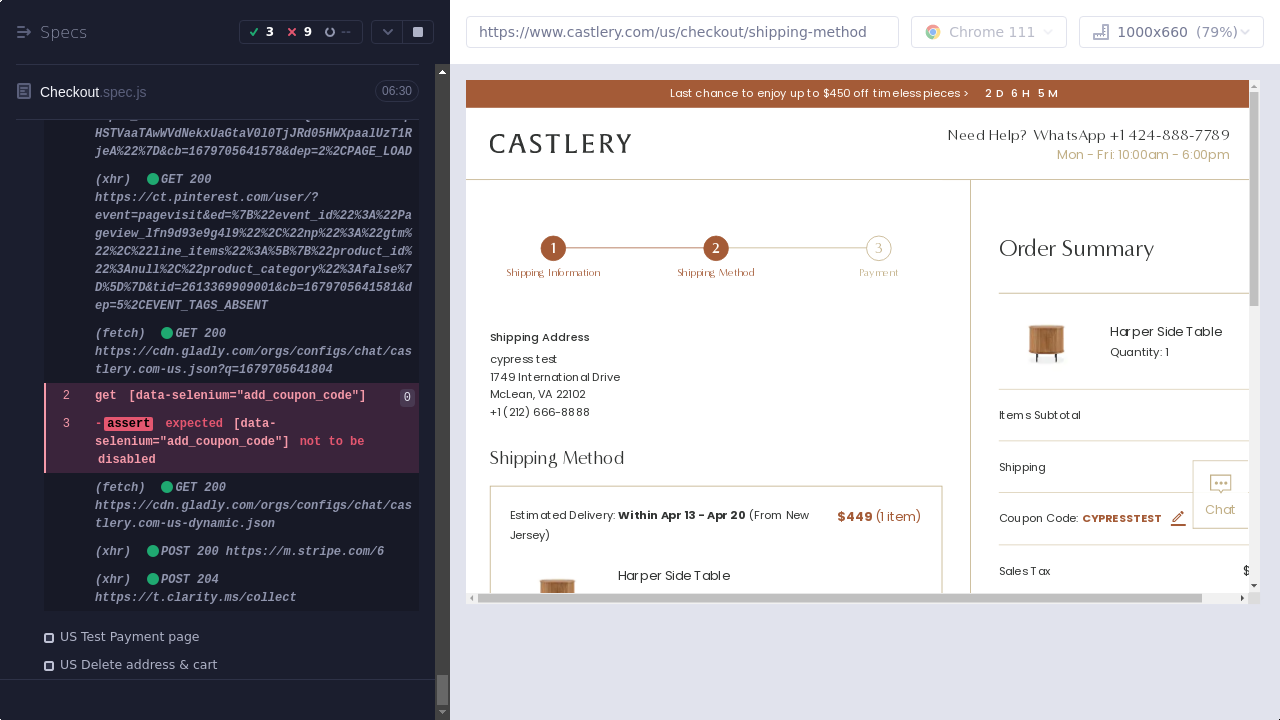 Specs
3
9
--
Checkout.spec.js
06:30
HSTVaaTAwWVdNekxUaGtaV0l0TjJRd05HWXpaalUzT1R
jeA%22%7D&cb=1679705641578&dep=2%2CPAGE_LOAD
(xhr) GET 200
https://ct.pinterest.com/user/?
event=pagevisit&ed=%7B%22event_id%22%3A%22Pa
geview_lfn9d93e9g4l9%22%2C%22np%22%3A%22gtm%
22%2C%22line_items%22%3A%5B%7B%22product_id%
22%3Anull%2C%22product_category%22%3Afalse%7
D%5D%7D&tid=2613369909001&cb=1679705641581&d
ep=5%2CEVENT_TAGS_ABSENT
(fetch) GET 200
https://cdn.gladly.com/orgs/configs/chat/cas
tlery.com-us.json?q=1679705641804
2 get [data-selenium="add_coupon_code"] 0
3 -assert expected [data-
selenium="add_coupon_code"] not to be
disabled
(fetch) GET 200
https://cdn.gladly.com/orgs/configs/chat/cas
tlery.com-us-dynamic.json
(xhr) POST 200 https://m.stripe.com/6
(xhr) POST 204
https://t.clarity.ms/collect
US Test Payment page
US Delete address & cart
https://www.castlery.com/us/checkout/shipping-method
Chrome 111
1000x660 (79%)
Last chance to enjoy up to $450 off timeless pieces > 2 D 6 H 5 M
CASTLERY
Need Help? WhatsApp +1 424-888-7789
Mon - Fri: 10:00am - 6:00pm
1
2
3
Shipping Information
Shipping Method
Payment
Shipping Address
cypress test
1749 International Drive
McLean, VA 22102
+1 (212) 666-8888
Shipping Method
Estimated Delivery: Within Apr 13 - Apr 20 (From New
Jersey)
$449 (1 item)
Harper Side Table
Order Summary
Harper Side Table
Quantity: 1
Items Subtotal
Shipping
Coupon Code: CYPRESSTEST
Chat
Sales Tax
$